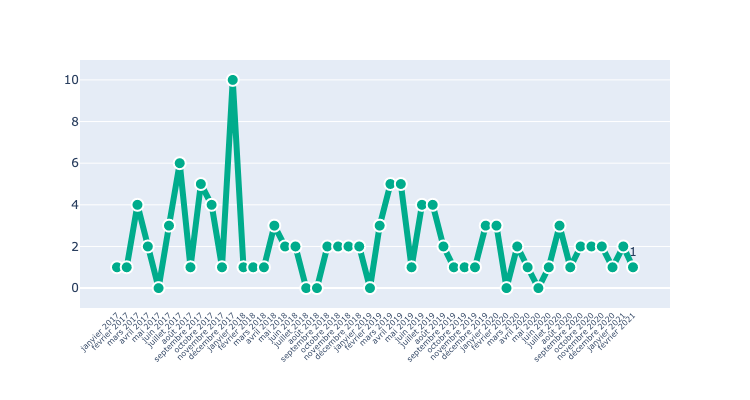 10
8
6
4
2
0
1
janvier 2017
février 2017
mars 2017
avril 2017
mai 2017
juin 2017
juillet 2017
août 2017
septembre 2017
octobre 2017
novembre 2017
décembre 2017
janvier 2018
février 2018
mars 2018
avril 2018
mai 2018
juin 2018
juillet 2018
août 2018
septembre 2018
octobre 2018
novembre 2018
décembre 2018
janvier 2019
février 2019
mars 2019
avril 2019
mai 2019
juin 2019
juillet 2019
août 2019
septembre 2019
octobre 2019
novembre 2019
décembre 2019
janvier 2020
février 2020
mars 2020
avril 2020
mai 2020
juin 2020
juillet 2020
août 2020
septembre 2020
octobre 2020
novembre 2020
décembre 2020
janvier 2021
février 2021